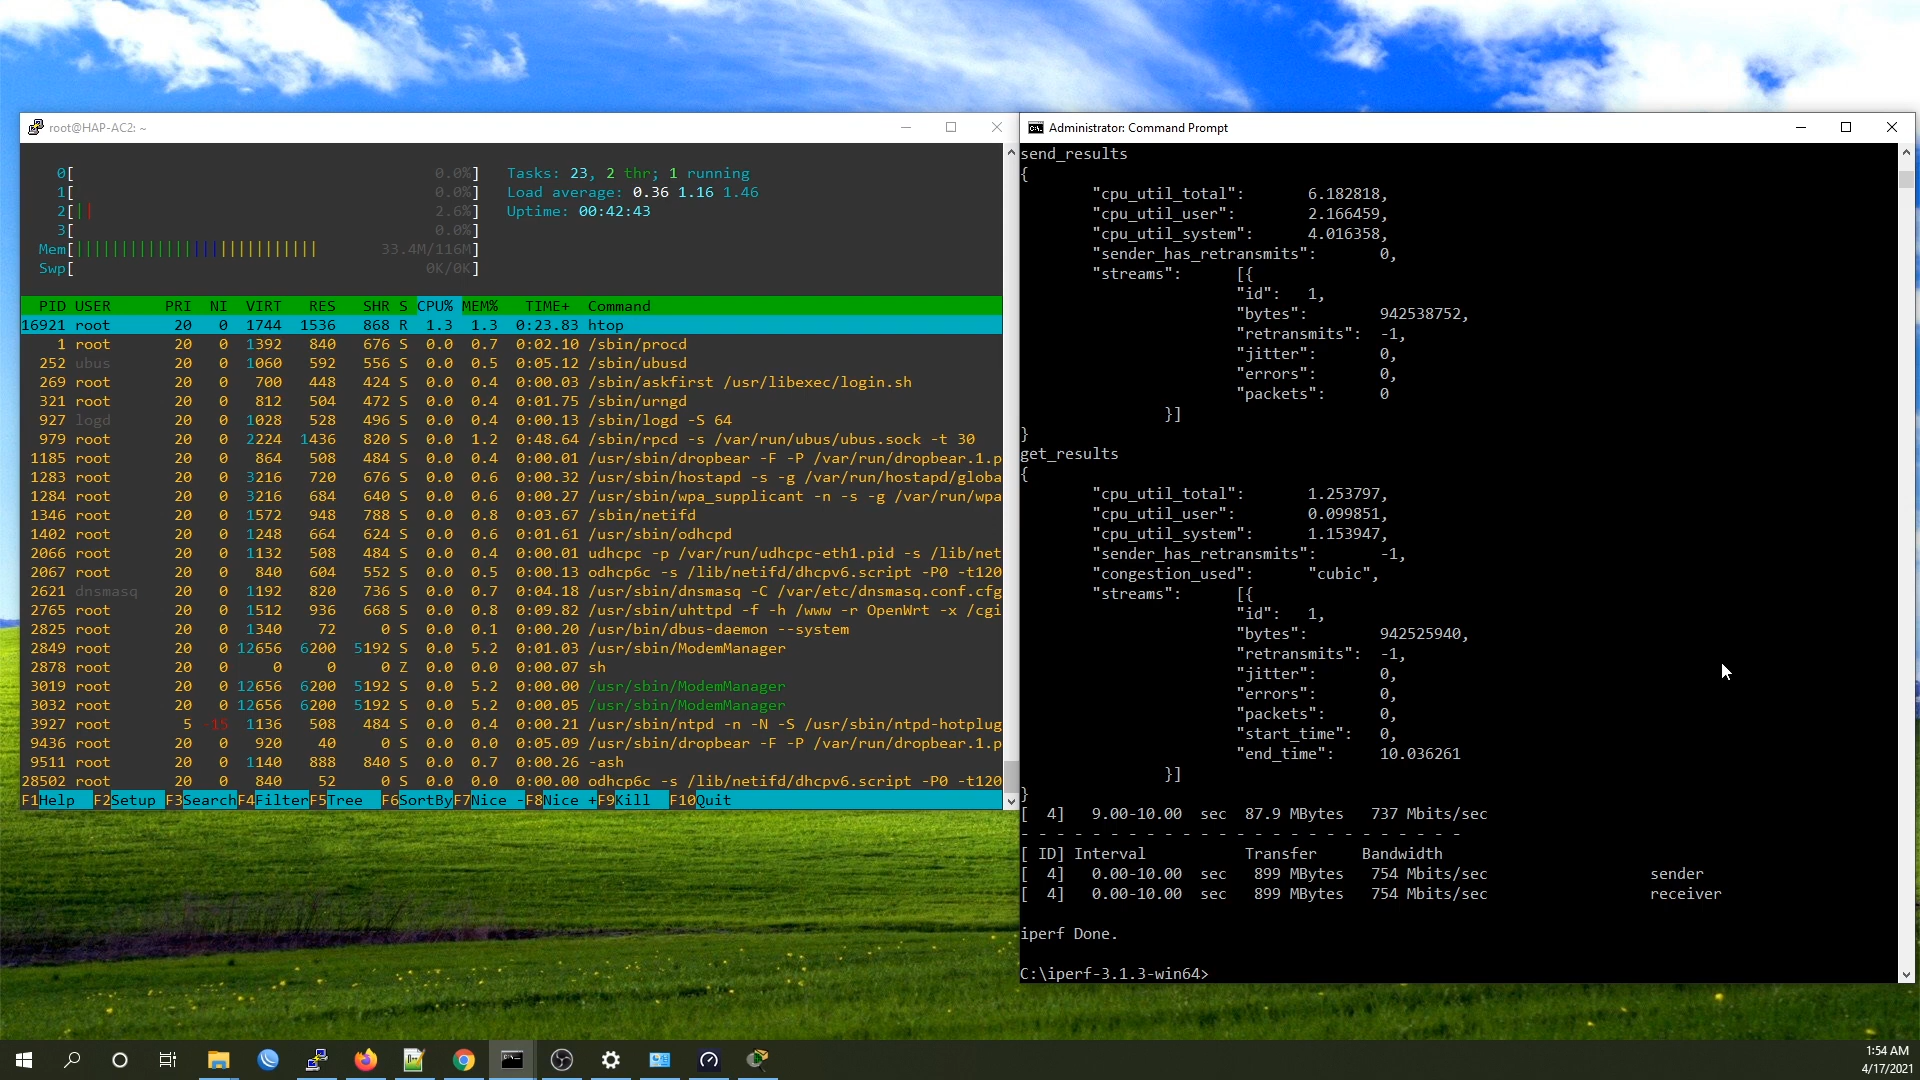 root@HAP-AC2: ~
0[ 0.0%] Tasks: 23, 2 thr; 1 running
1[ 0.0%] Load average: 0.36 1.16 1.46
2[|| 2.6%] Uptime: 00:42:43
3[ 0.0%]
Mem[||||||||||||||||||||||||||| 33.4M/116M]
Swp[ 0K/0K]
PID USER PRI NI VIRT RES SHR S CPU% MEM% TIME+ Command
16921 root 20 0 1744 1536 868 R 1.3 1.3 0:23.83 htop
1 root 20 0 1392 840 676 S 0.0 0.7 0:02.10 /sbin/procd
252 ubus 20 0 1060 592 556 S 0.0 0.5 0:05.12 /sbin/ubusd
269 root 20 0 700 448 424 S 0.0 0.4 0:00.03 /sbin/askfirst /usr/libexec/login.sh
321 root 20 0 812 504 472 S 0.0 0.4 0:01.75 /sbin/urngd
927 logd 20 0 1028 528 496 S 0.0 0.4 0:00.13 /sbin/logd -S 64
979 root 20 0 2224 1436 820 S 0.0 1.2 0:48.64 /sbin/rpcd -s /var/run/ubus/ubus.sock -t 30
1185 root 20 0 864 508 484 S 0.0 0.4 0:00.01 /usr/sbin/dropbear -F -P /var/run/dropbear.1.p
1283 root 20 0 3216 720 676 S 0.0 0.6 0:00.32 /usr/sbin/hostapd -s -g /var/run/hostapd/globa
1284 root 20 0 3216 684 640 S 0.0 0.6 0:00.27 /usr/sbin/wpa_supplicant -n -s -g /var/run/wpa
1346 root 20 0 1572 948 788 S 0.0 0.8 0:03.67 /sbin/netifd
1402 root 20 0 1248 664 624 S 0.0 0.6 0:01.61 /usr/sbin/odhcpd
2066 root 20 0 1132 508 484 S 0.0 0.4 0:00.01 udhcpc -p /var/run/udhcpc-eth1.pid -s /lib/net
2067 root 20 0 840 604 552 S 0.0 0.5 0:00.13 odhcp6c -s /lib/netifd/dhcpv6.script -P0 -t120
2621 dnsmasq 20 0 1192 820 736 S 0.0 0.7 0:04.18 /usr/sbin/dnsmasq -C /var/etc/dnsmasq.conf.cfg
2765 root 20 0 1512 936 668 S 0.0 0.8 0:09.82 /usr/sbin/uhttpd -f -h /www -r OpenWrt -x /cgi
2825 root 20 0 1340 72 0 S 0.0 0.1 0:00.20 /usr/bin/dbus-daemon --system
2849 root 20 0 12656 6200 5192 S 0.0 5.2 0:01.03 /usr/sbin/ModemManager
2878 root 20 0 0 0 0 Z 0.0 0.0 0:00.07 sh
3019 root 20 0 12656 6200 5192 S 0.0 5.2 0:00.00 /usr/sbin/ModemManager
3032 root 20 0 12656 6200 5192 S 0.0 5.2 0:00.05 /usr/sbin/ModemManager
3927 root 5 -15 1136 508 484 S 0.0 0.4 0:00.21 /usr/sbin/ntpd -n -N -S /usr/sbin/ntpd-hotplug
9436 root 20 0 920 40 0 S 0.0 0.0 0:05.09 /usr/sbin/dropbear -F -P /var/run/dropbear.1.p
9511 root 20 0 1140 888 840 S 0.0 0.7 0:00.26 -ash
28502 root 20 0 840 52 0 S 0.0 0.0 0:00.00 odhcp6c -s /lib/netifd/dhcpv6.script -P0 -t120
F1Help F2Setup F3SearchF4FilterF5Tree F6SortByF7Nice -F8Nice +F9Kill F10Quit
Administrator: Command Prompt
send_results
{
"cpu_util_total": 6.182818,
"cpu_util_user": 2.166459,
"cpu_util_system": 4.016358,
"sender_has_retransmits": 0,
"streams": [{
"id": 1,
"bytes": 942538752,
"retransmits": -1,
"jitter": 0,
"errors": 0,
"packets": 0
}]
}
get_results
{
"cpu_util_total": 1.253797,
"cpu_util_user": 0.099851,
"cpu_util_system": 1.153947,
"sender_has_retransmits": -1,
"congestion_used": "cubic",
"streams": [{
"id": 1,
"bytes": 942525940,
"retransmits": -1,
"jitter": 0,
"errors": 0,
"packets": 0,
"start_time": 0,
"end_time": 10.036261
}]
}
[ 4] 9.00-10.00 sec 87.9 MBytes 737 Mbits/sec
- - - - - - - - - - - - - - - - - - - - - - - - -
[ ID] Interval Transfer Bandwidth
[ 4] 0.00-10.00 sec 899 MBytes 754 Mbits/sec sender
[ 4] 0.00-10.00 sec 899 MBytes 754 Mbits/sec receiver
iperf Done.
C:\iperf-3.1.3-win64>
1:54 AM
4/17/2021